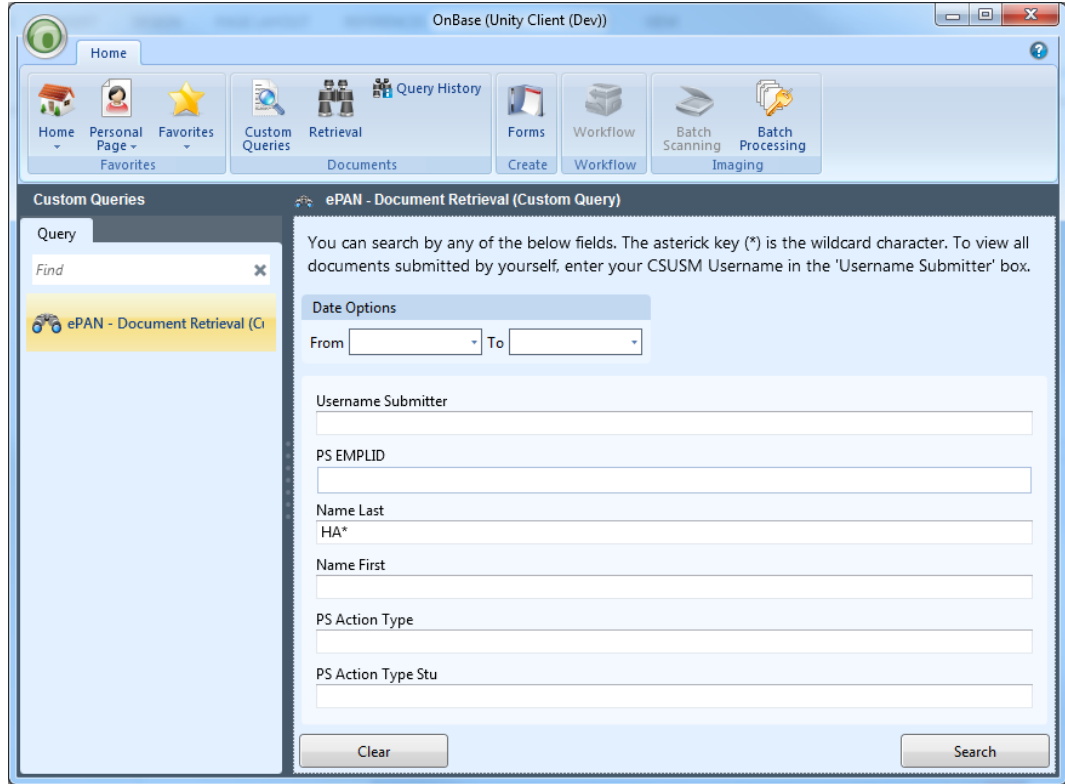 OnBase (Unity Client (Dev))
Home
Home
Personal Page
Favorites
Favorites
Custom Queries
Retrieval
Query History
Documents
Forms
Create
Workflow
Workflow
Batch Scanning
Batch Processing
Imaging
Custom Queries
ePAN - Document Retrieval (Custom Query)
Query
Find
ePAN - Document Retrieval (Cu
You can search by any of the below fields. The asterick key (*) is the wildcard character. To view all
documents submitted by yourself, enter your CSUSM Username in the 'Username Submitter' box.
Date Options
From To
Username Submitter
PS EMPLID
Name Last
HA*
Name First
PS Action Type
PS Action Type Stu
Clear
Search